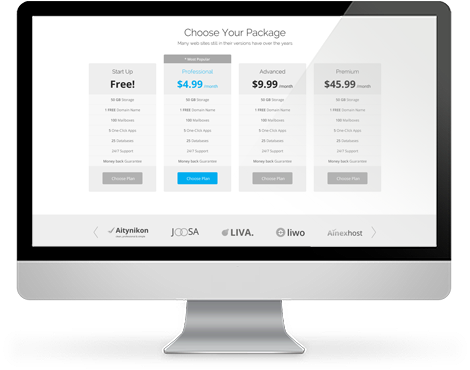 Choose Your Package
Many web sites still in their versions have over the years
* Most Popular
Start Up
Free!
50 GB Storage
1 FREE Domain Name
100 Mailboxes
5 One-Click Apps
25 Databases
24/7 Support
Money back Guarantee
Choose Plan
Professional
$4.99 /month
50 GB Storage
1 FREE Domain Name
100 Mailboxes
5 One-Click Apps
25 Databases
24/7 Support
Money back Guarantee
Choose Plan
Advanced
$9.99 /month
50 GB Storage
1 FREE Domain Name
100 Mailboxes
5 One-Click Apps
25 Databases
24/7 Support
Money back Guarantee
Choose Plan
Premium
$45.99 /month
50 GB Storage
1 FREE Domain Name
100 Mailboxes
5 One-Click Apps
25 Databases
24/7 Support
Money back Guarantee
Choose Plan
Aitynikon
JOOSA
LIVA.
liwo
Ainexhost